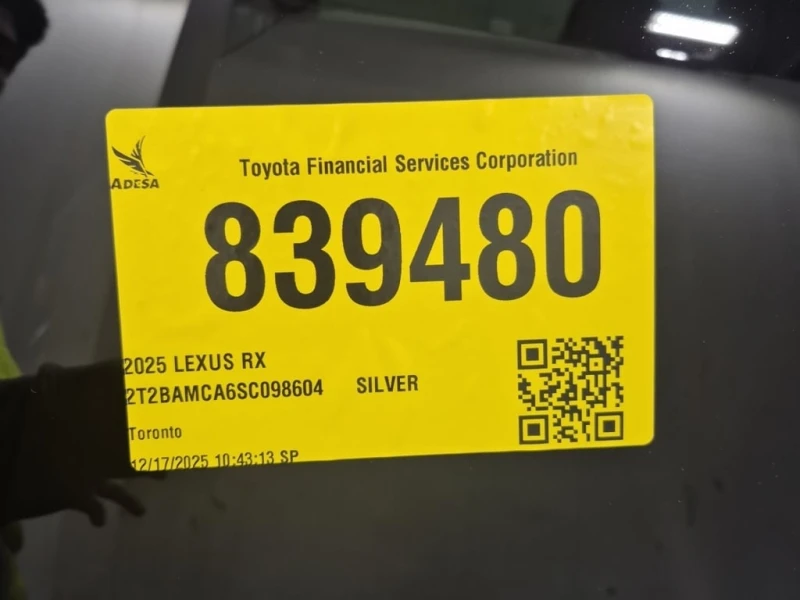 ADESA
Toyota Financial Services Corporation
839480
2025 LEXUS RX
2T2BAMCA6SC098604 SILVER
Toronto
12/17/2025 10:43:13 SP